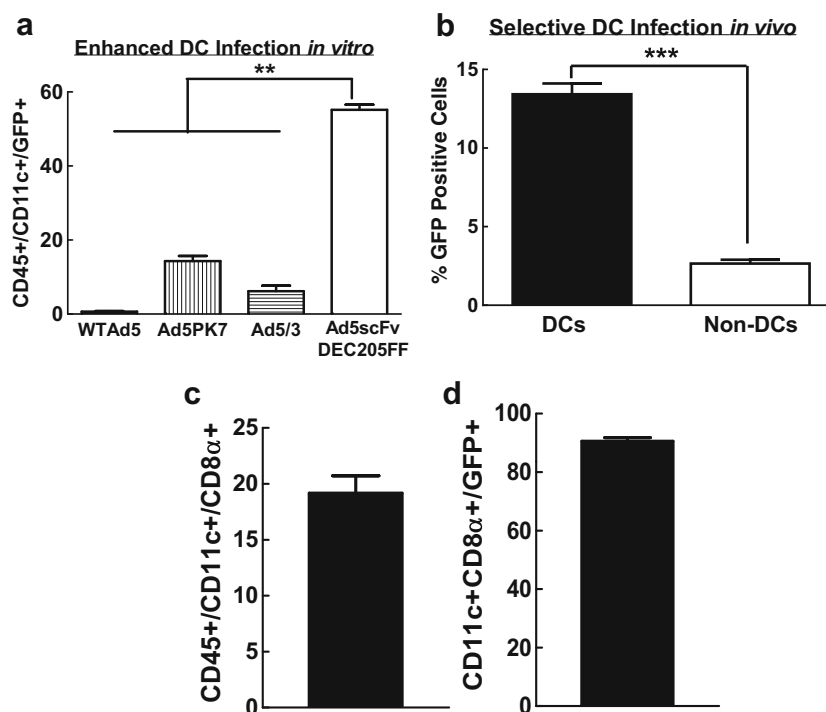 a
Enhanced DC Infection in vitro
**
CD45+/CD11c+/GFP+
60
40
20
0
WTAd5
Ad5PK7
Ad5/3
Ad5scFv
DEC205FF
b
Selective DC Infection in vivo
***
% GFP Positive Cells
15
10
5
0
DCs
Non-DCs
c
CD45+/CD11c+/CD8α+
25
20
15
10
5
0
d
CD11c+CD8α+/GFP+
100
80
60
40
20
0